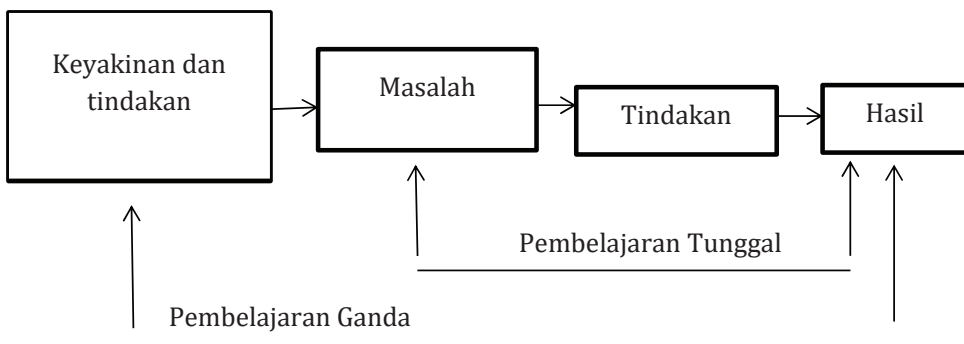 Keyakinan dan
tindakan
Masalah
Tindakan
Hasil
Pembelajaran Tunggal
Pembelajaran Ganda